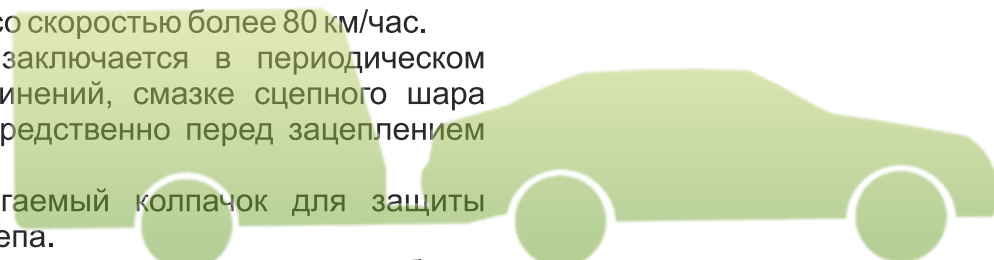 со скоростью более 80 км/час.
заключается в периодическом
инений, смазке сцепного шара
редственно перед зацеплением
гаемый колпачок для защиты
епа.